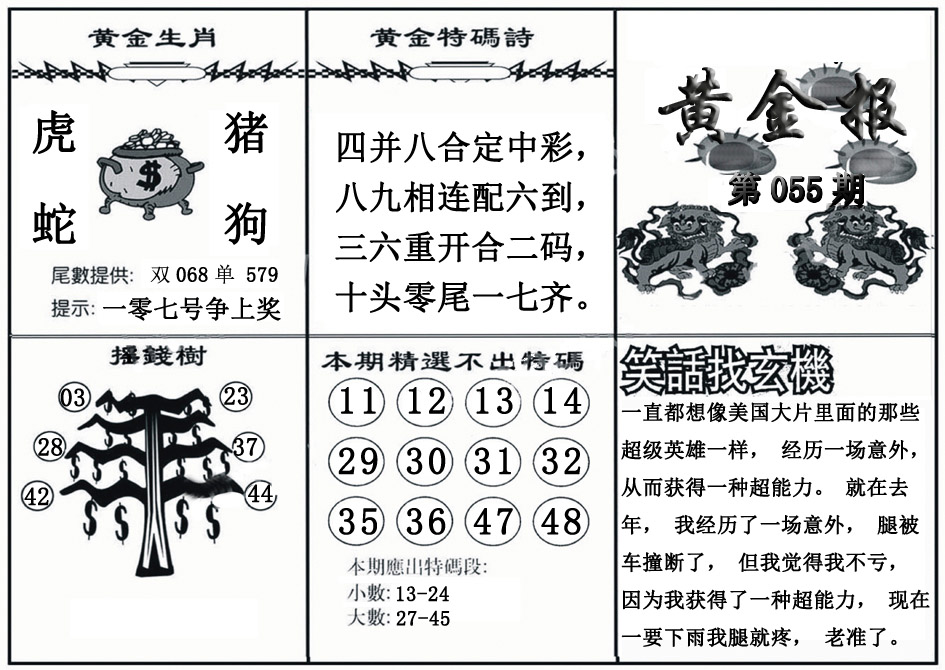 黄金生肖
虎 猪
$
蛇 狗
尾數提供: 双 068 单 579
提示: 一零七号争上奖
黄金特碼詩
四并八合定中彩，
八九相连配六到，
三六重开合二码，
十头零尾一七齐。
黄金报
第 055 期
摇錢樹
03 23
28 37
42 44
$ $ $ $
$ $ $ $
$ $ $ $
本期精選不出特碼
11 12 13 14
29 30 31 32
35 36 47 48
本期應出特碼段:
小數: 13-24
大數: 27-45
笑話找玄機
一直都想像美国大片里面的那些
超级英雄一样， 经历一场意外，
从而获得一种超能力。 就在去
年， 我经历了一场意外， 腿被
车撞断了， 但我觉得我不亏，
因为我获得了一种超能力， 现在
一要下雨我腿就疼， 老准了。